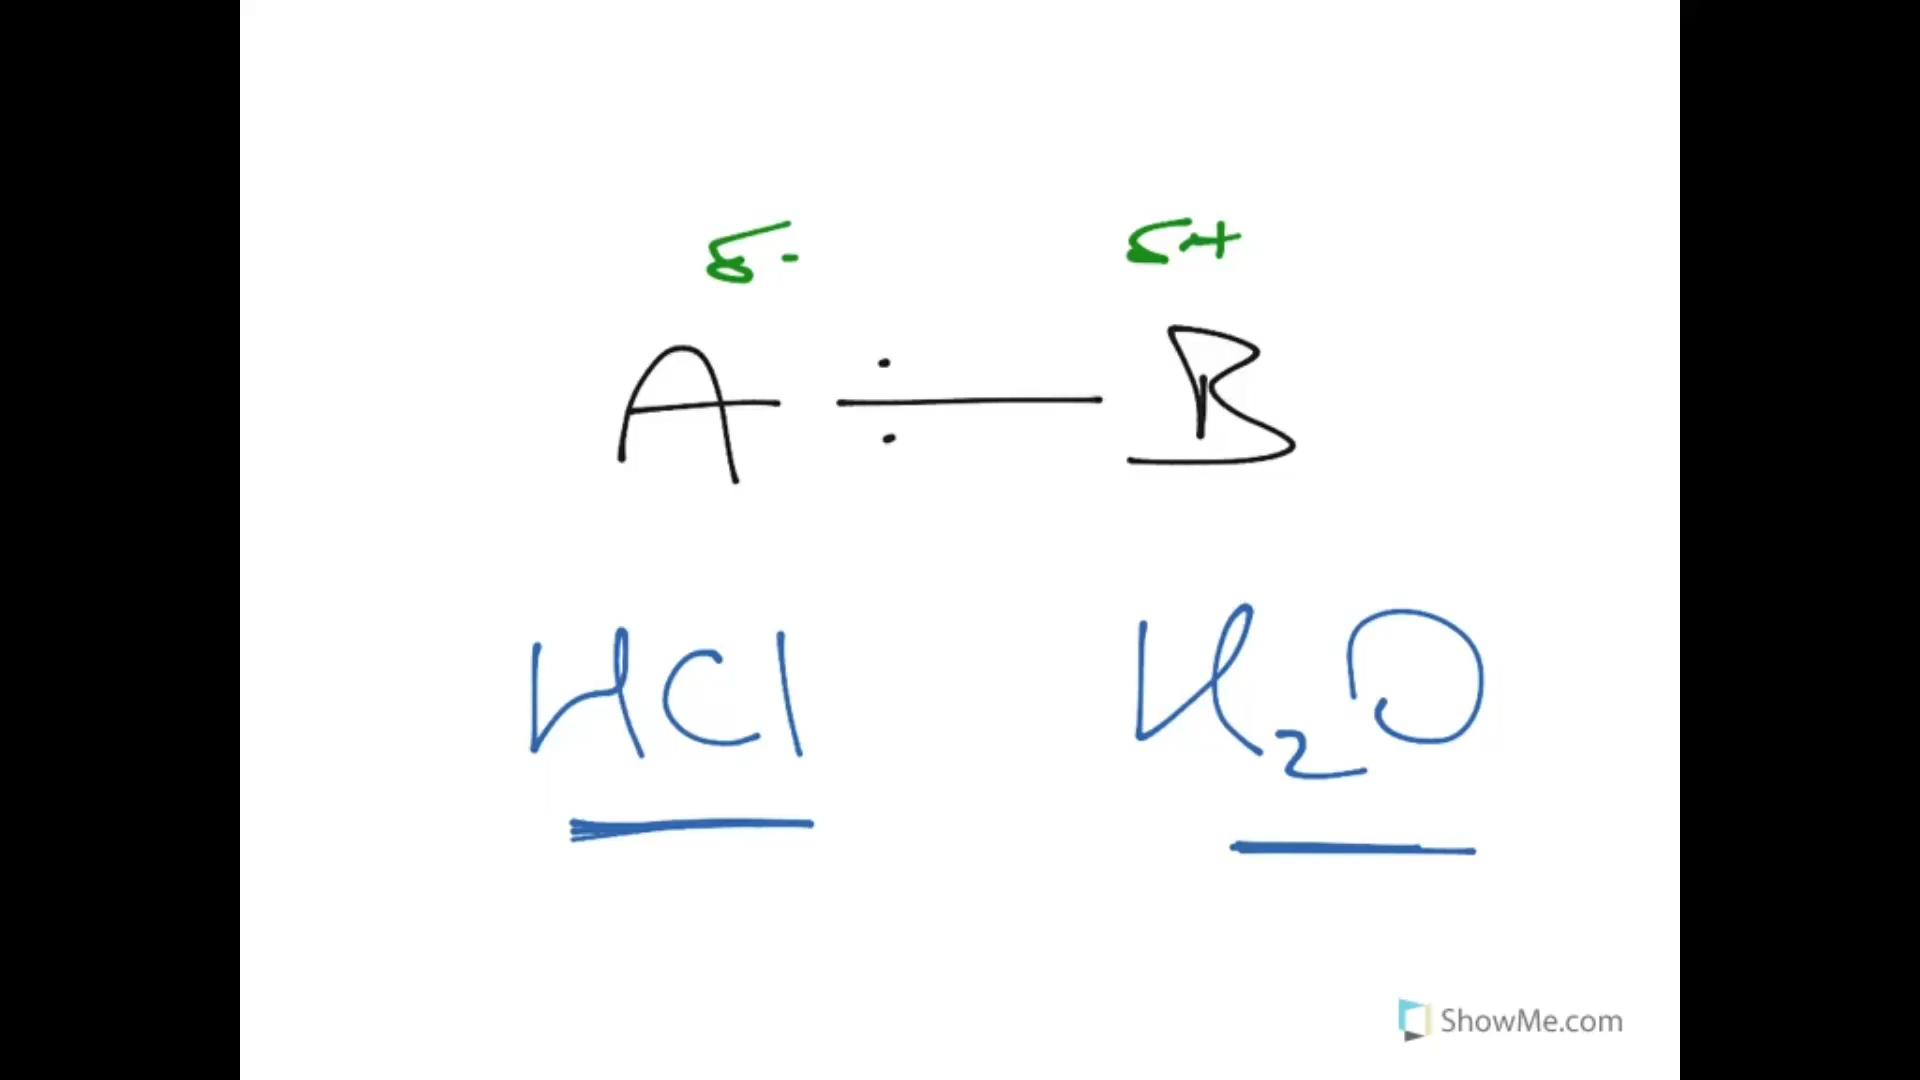 δ- δ+
A — B
HCl H₂O
ShowMe.com